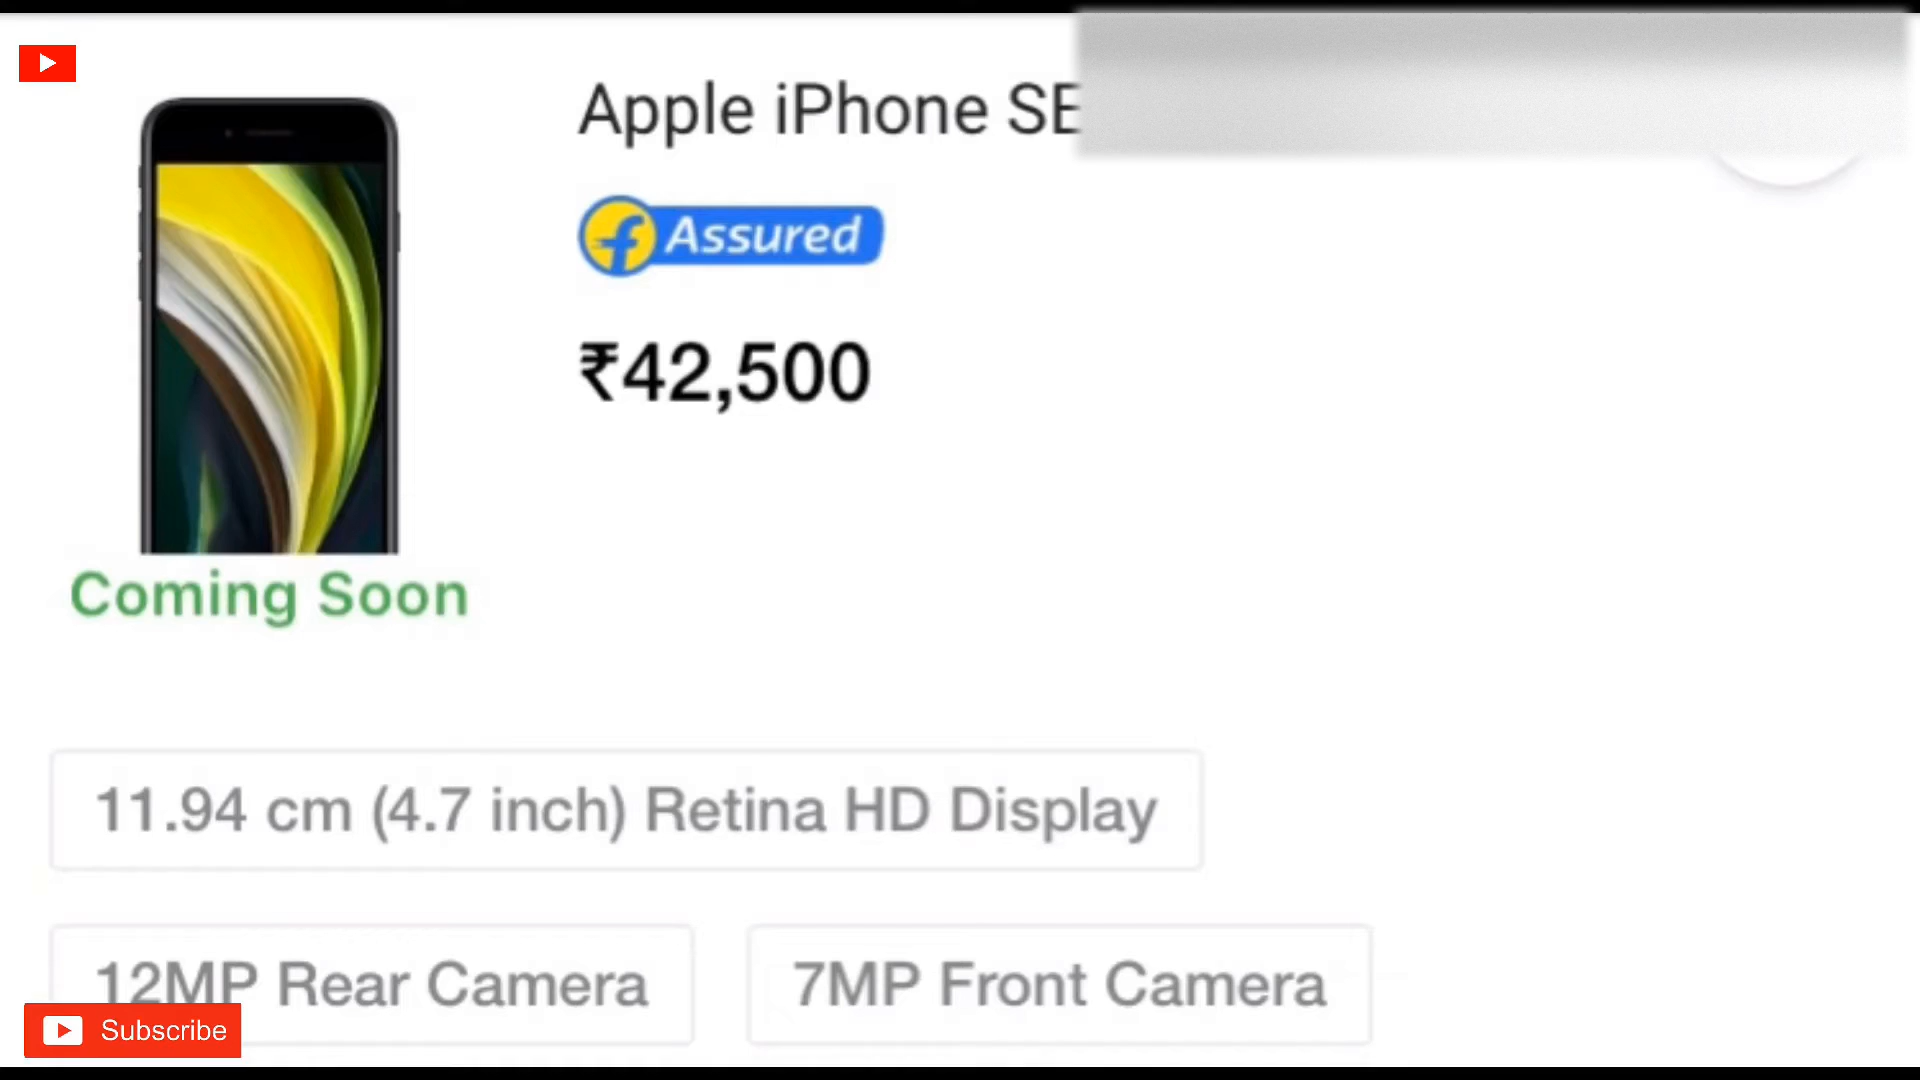 Apple iPhone SE
f Assured
₹42,500
Coming Soon
11.94 cm (4.7 inch) Retina HD Display
12MP Rear Camera
7MP Front Camera
Subscribe